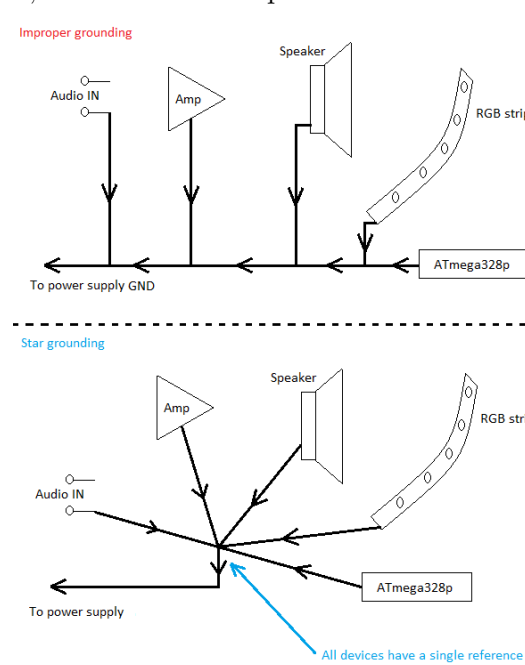 Improper grounding
Speaker
Audio IN
Amp
RGB strip
ATmega328p
To power supply GND
Star grounding
Speaker
Amp
RGB stri
Audio IN
ATmega328p
To power supply
All devices have a single reference